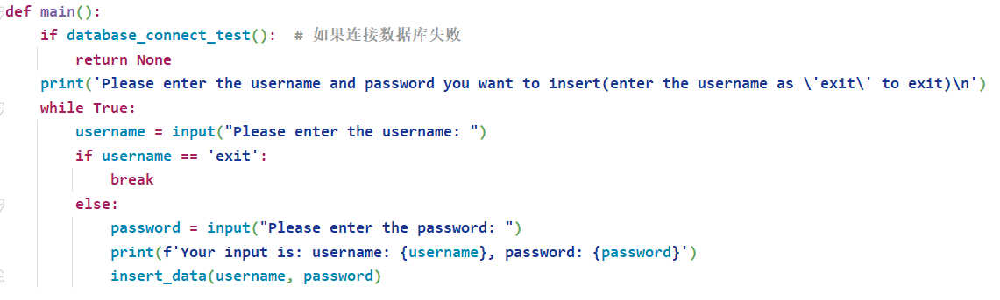 def main():
    if database_connect_test():  # 如果连接数据库失败
        return None
    print('Please enter the username and password you want to insert(enter the username as \'exit\' to exit)\n')
    while True:
        username = input("Please enter the username: ")
        if username == 'exit':
            break
        else:
            password = input("Please enter the password: ")
            print(f'Your input is: username: {username}, password: {password}')
            insert_data(username, password)